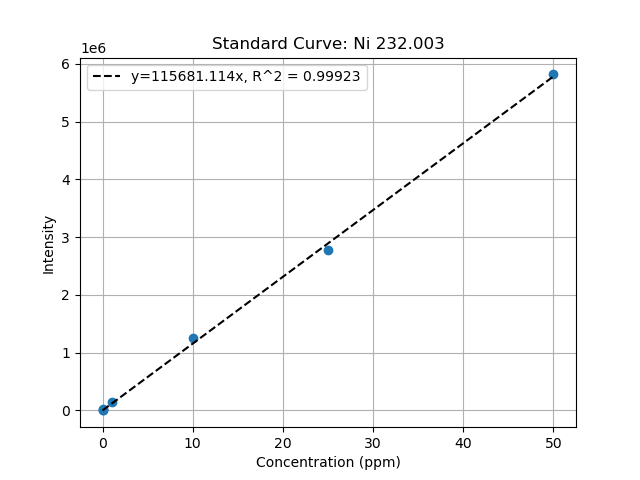 Standard Curve: Ni 232.003
1e6
y=115681.114x, R^2 = 0.99923
6
5
4
3
2
1
0
Intensity
0 10 20 30 40 50
Concentration (ppm)